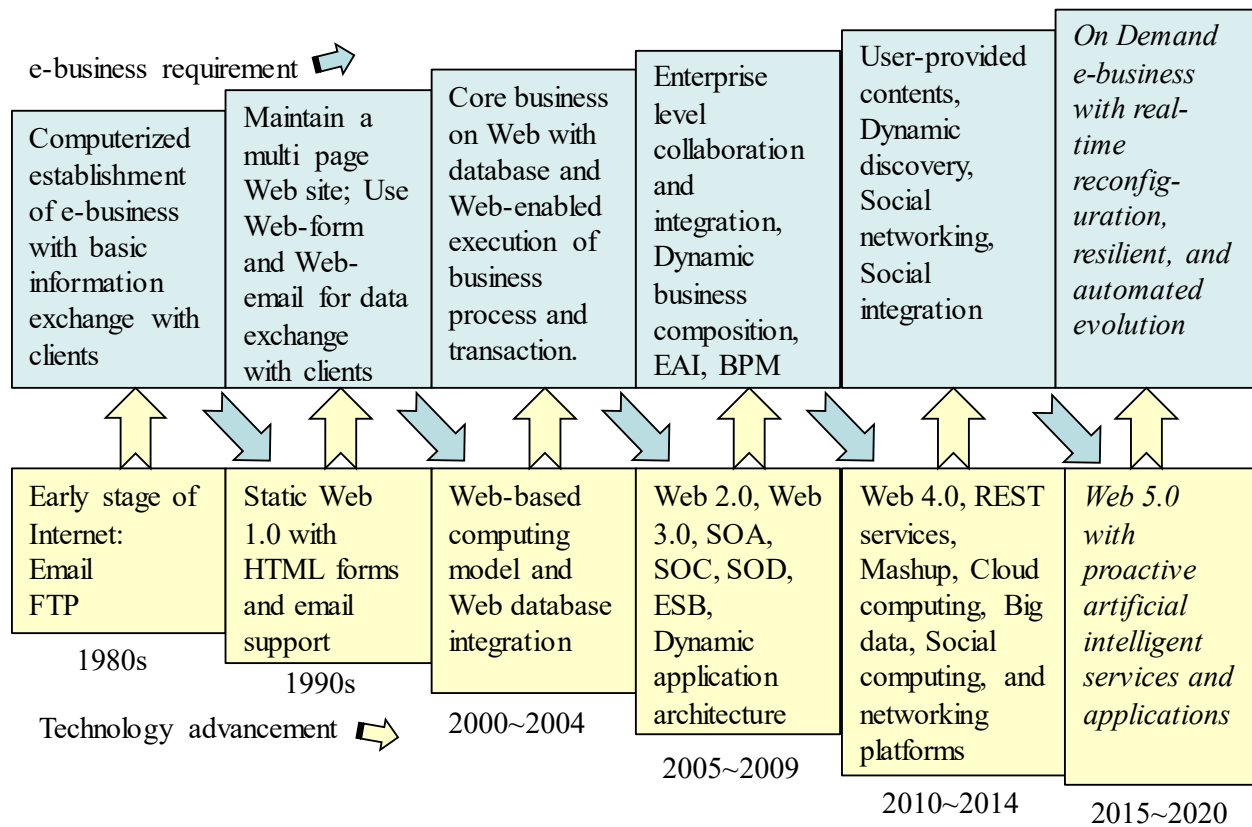 e-business requirement
Computerized
establishment
of e-business
with basic
information
exchange with
clients
Maintain a
multi page
Web site; Use
Web-form
and Web-
email for data
exchange
with clients
Core business
on Web with
database and
Web-enabled
execution of
business
process and
transaction.
Enterprise
level
collaboration
and
integration,
Dynamic
business
composition,
EAI, BPM
User-provided
contents,
Dynamic
discovery,
Social
networking,
Social
integration
On Demand
e-business
with real-
time
reconfig-
uration,
resilient, and
automated
evolution
Early stage of
Internet:
Email
FTP
1980s
Static Web
1.0 with
HTML forms
and email
support
1990s
Web-based
computing
model and
Web database
integration
2000~2004
Web 2.0, Web
3.0, SOA,
SOC, SOD,
ESB,
Dynamic
application
architecture
2005~2009
Web 4.0, REST
services,
Mashup, Cloud
computing, Big
data, Social
computing, and
networking
platforms
2010~2014
Web 5.0
with
proactive
artificial
intelligent
services and
applications
2015~2020
Technology advancement